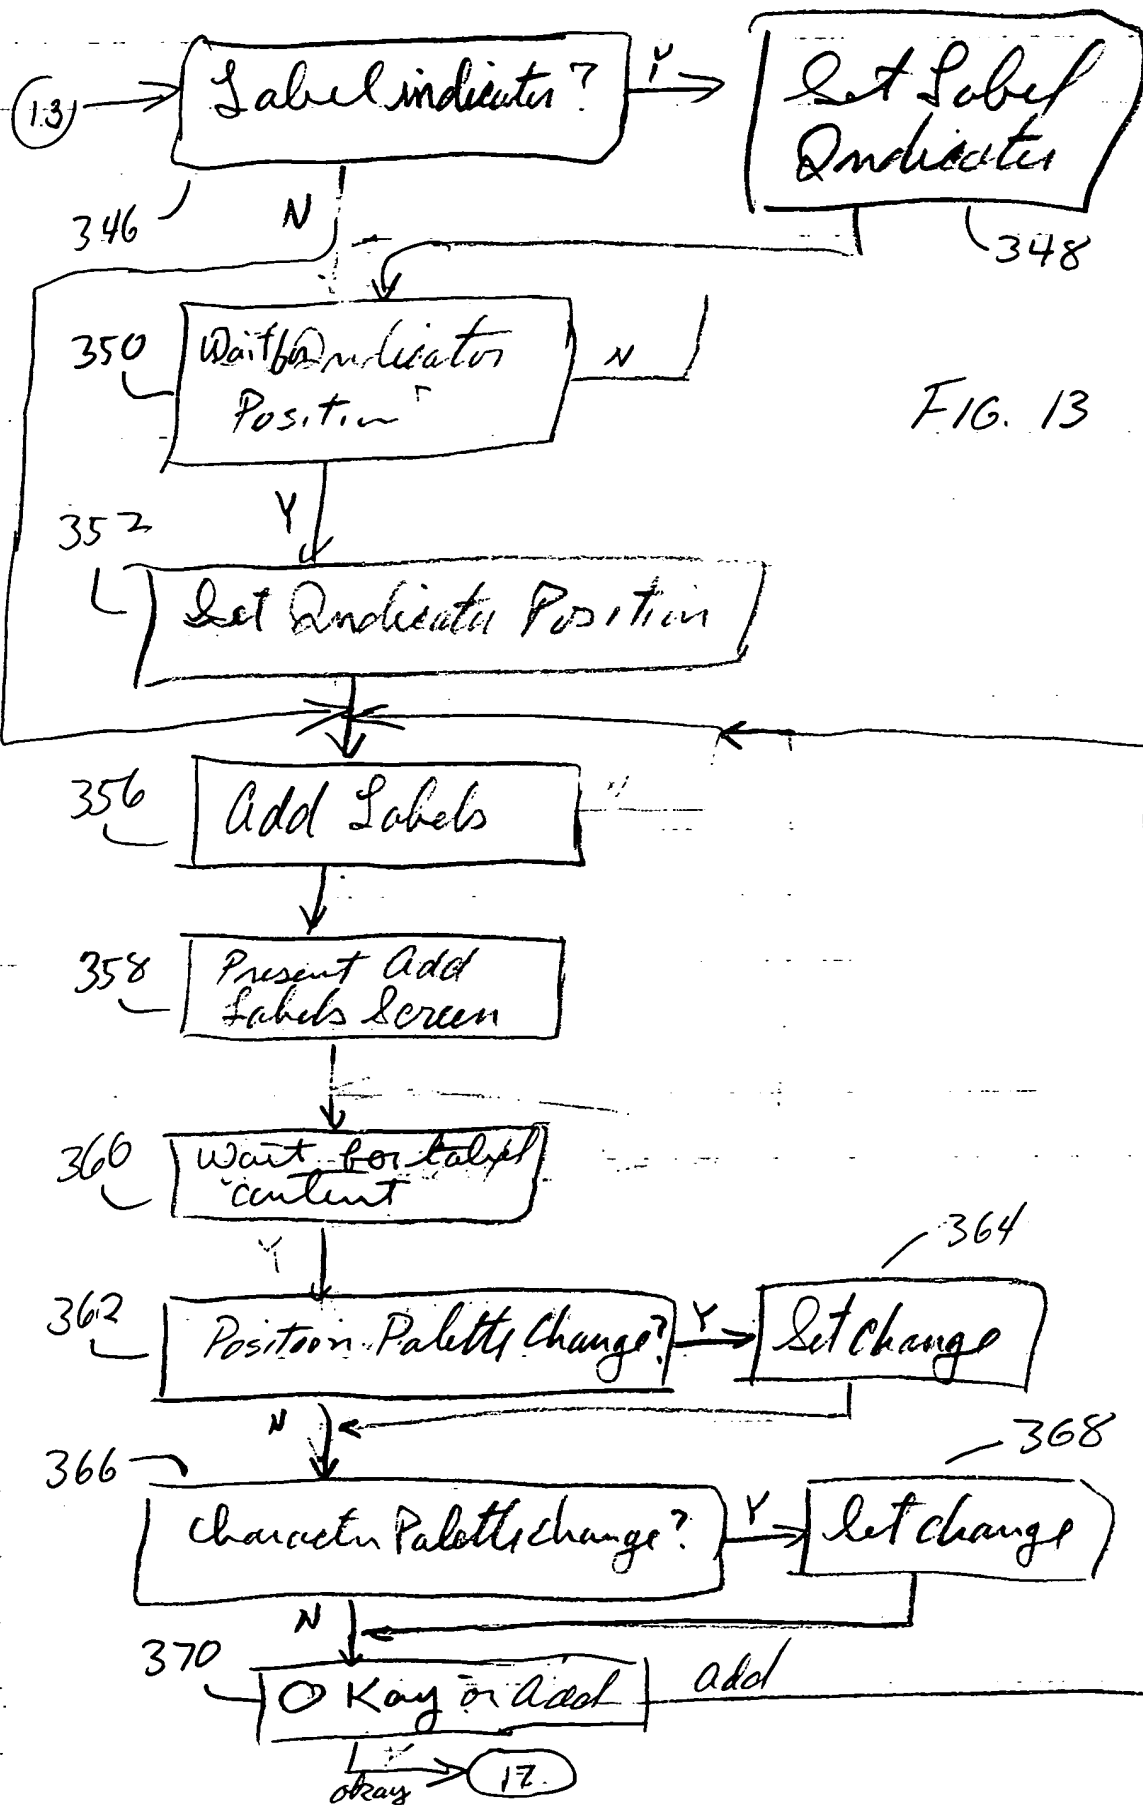 13
Label indicator?
Y
Set Label
Indicator
346
N
348
350
Wait for Indicator
Position
N
FIG. 13
Y
352
Set Indicator Position
356
Add Labels
N
358
Present Add
Labels Screen
360
Wait for label
content
Y
364
362
Position Palette Change?
Y
Set change
N
366
368
Character Palette change?
Y
Set change
N
370
O Kay or Add
Add
okay
17